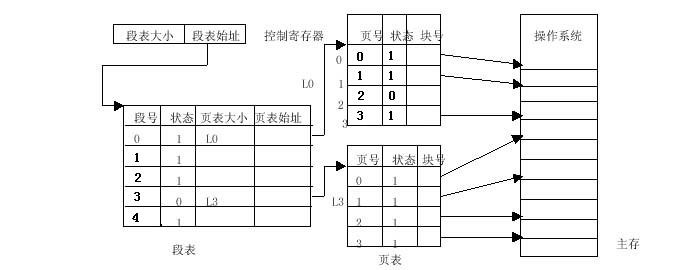 段表大小 段表始址 控制寄存器
页号 状态 块号 操作系统
0 0 1
L0 1 1 1
2 2 0
3 3 1
段号 状态 页表大小 页表始址
0 1 L0
1 1
2 1
3 0 L3
4 1
页号 状态 块号
0 1
L3 1 1
2 1
3 1
段表 页表 主存